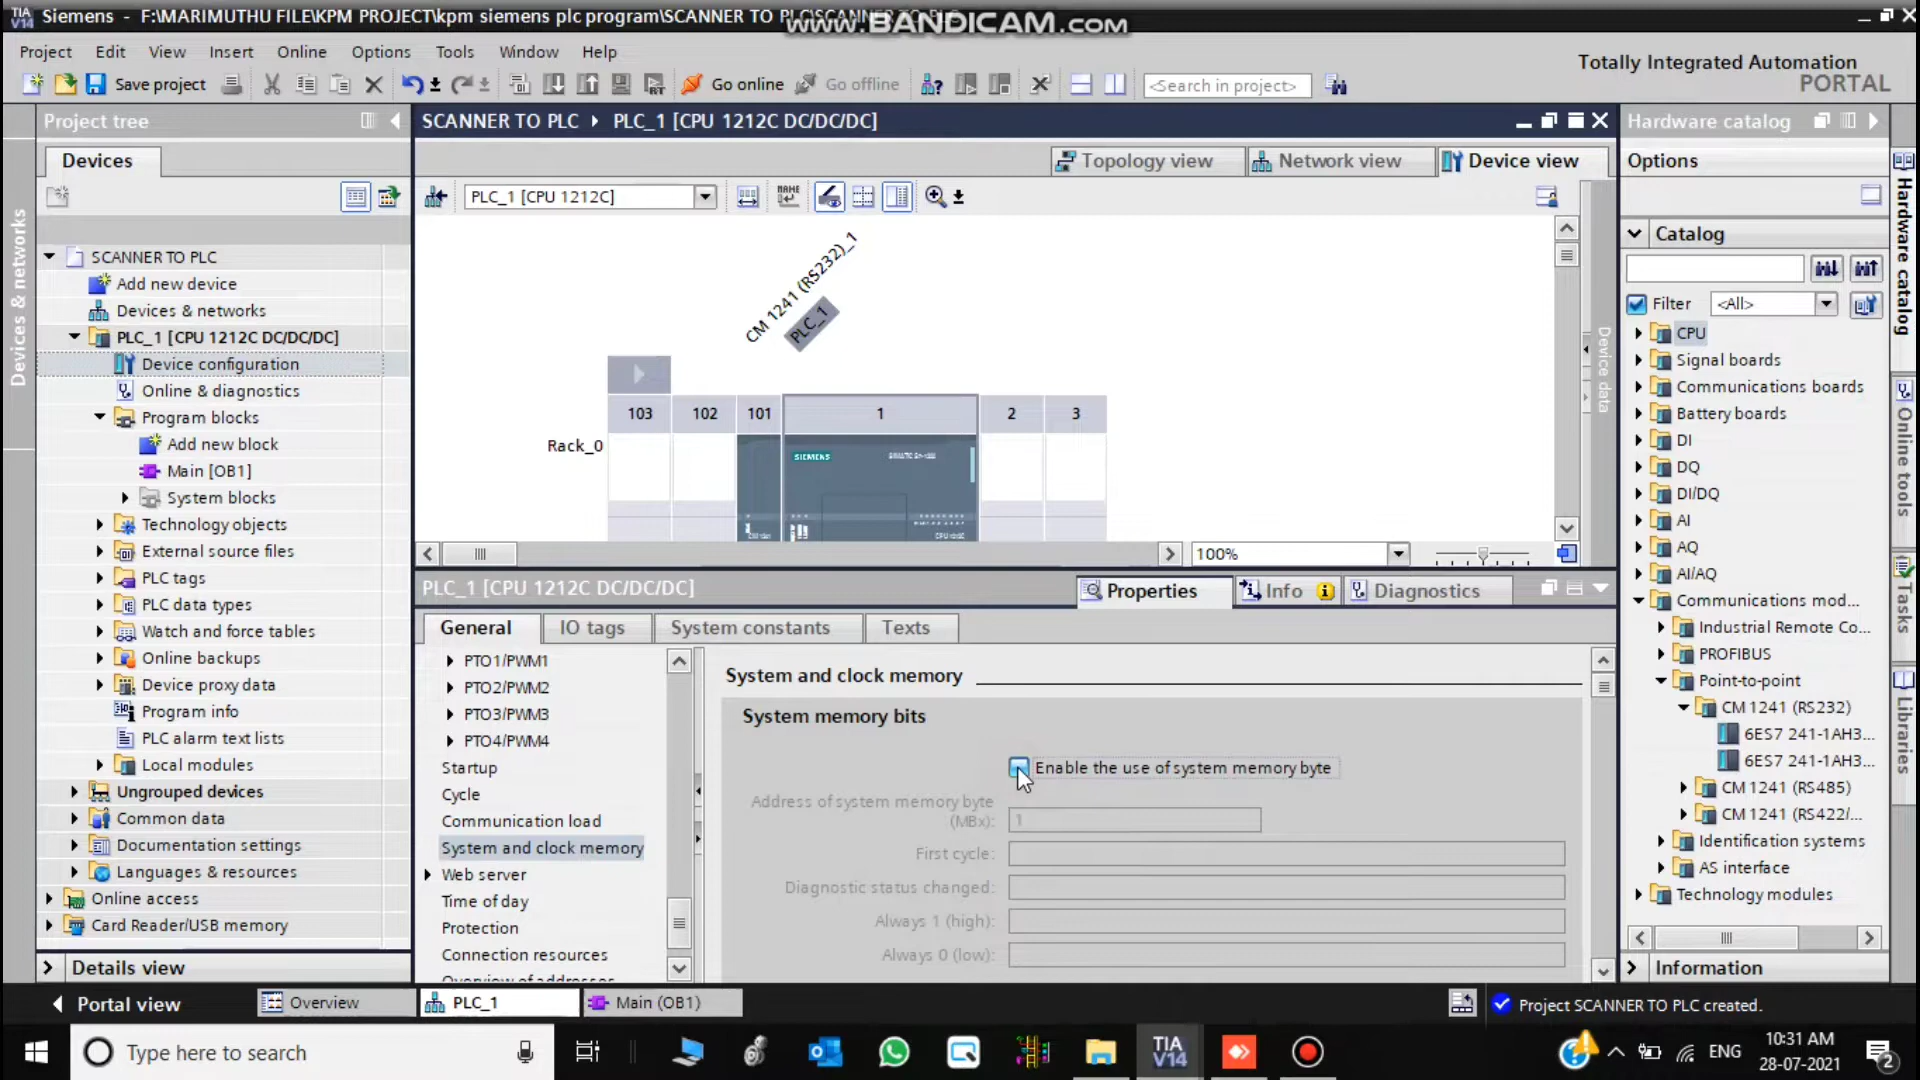 Siemens - F:\MARIMUTHU FILE\KPM PROJECT\kpm siemens plc program\SCANNER TO PLC\SCANNER TO PLC
www.BANDICAM.com
TIA V14
Project Edit View Insert Online Options Tools Window Help
Totally Integrated Automation
PORTAL
Save project
Go online
Go offline
<Search in project>
Project tree
SCANNER TO PLC PLC_1 [CPU 1212C DC/DC/DC]
Hardware catalog
Devices
Topology view
Network view
Device view
Options
PLC_1 [CPU 1212C]
NAME
Catalog
Filter
<All>
Devices & networks
SCANNER TO PLC
Add new device
Devices & networks
PLC_1 [CPU 1212C DC/DC/DC]
Device configuration
Online & diagnostics
Program blocks
Add new block
Main [OB1]
System blocks
Technology objects
External source files
PLC tags
PLC data types
Watch and force tables
Online backups
Device proxy data
Program info
PLC alarm text lists
Local modules
Ungrouped devices
Common data
Documentation settings
Languages & resources
Online access
Card Reader/USB memory
Details view
CM 1241 (RS232)_1
PLC_1
103 102 101 1 2 3
Rack_0
SIEMENS
SIMATIC S7-1200
CPU 1212C
100%
Device data
PLC_1 [CPU 1212C DC/DC/DC]
Properties
Info
Diagnostics
General
IO tags
System constants
Texts
PTO1/PWM1
PTO2/PWM2
PTO3/PWM3
PTO4/PWM4
Startup
Cycle
Communication load
System and clock memory
Web server
Time of day
Protection
Connection resources
Overview of addresses
System and clock memory
System memory bits
Enable the use of system memory byte
Address of system memory byte
(MBx):
1
First cycle:
Diagnostic status changed:
Always 1 (high):
Always 0 (low):
CPU
Signal boards
Communications boards
Battery boards
DI
DQ
DI/DQ
AI
AQ
AI/AQ
Communications mod...
Industrial Remote Co...
PROFIBUS
Point-to-point
CM 1241 (RS232)
6ES7 241-1AH3...
6ES7 241-1AH3...
CM 1241 (RS485)
CM 1241 (RS422/...
Identification systems
AS interface
Technology modules
Information
Hardware catalog
Online tools
Tasks
Libraries
Portal view
Overview
PLC_1
Main (OB1)
Project SCANNER TO PLC created.
Type here to search
TIA V14
ENG
10:31 AM
28-07-2021
2